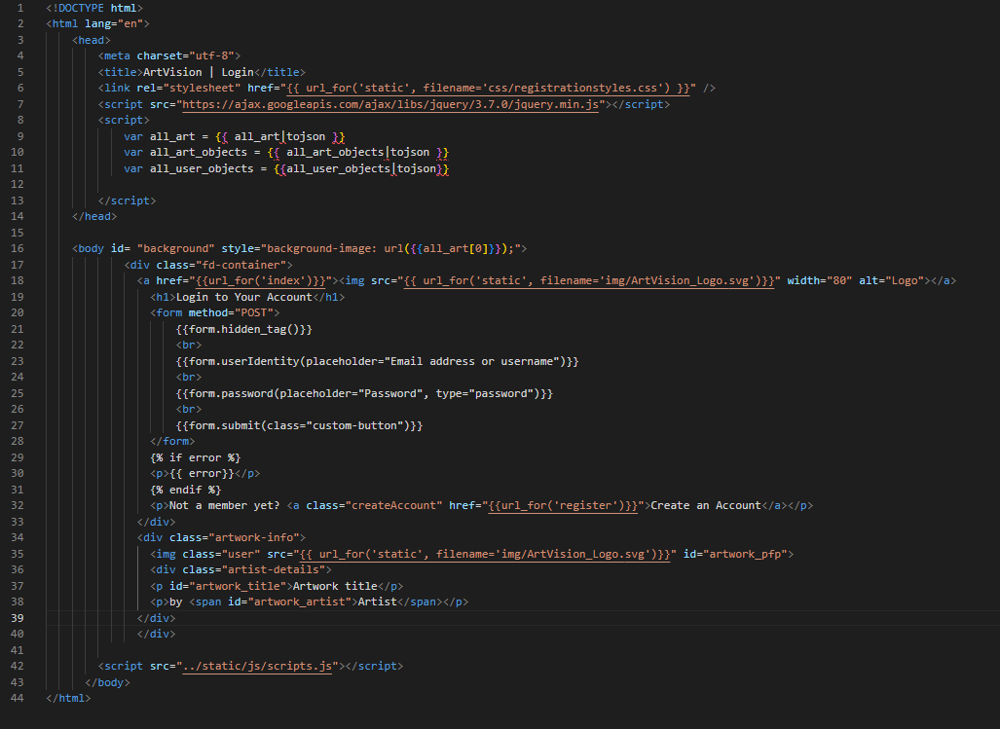 1 <!DOCTYPE html>
2 <html lang="en">
3 <head>
4 <meta charset="utf-8">
5 <title>ArtVision | Login</title>
6 <link rel="stylesheet" href="{{ url_for('static', filename='css/registrationstyles.css') }}" />
7 <script src="https://ajax.googleapis.com/ajax/libs/jquery/3.7.0/jquery.min.js"></script>
8 <script>
9 var all_art = {{ all_art|tojson }}
10 var all_art_objects = {{ all_art_objects|tojson }}
11 var all_user_objects = {{all_user_objects|tojson}}
12
13 </script>
14 </head>
15
16 <body id= "background" style="background-image: url({{all_art[0]}});">
17 <div class="fd-container">
18 <a href="{{url_for('index')}}"><img src="{{ url_for('static', filename='img/ArtVision_Logo.svg')}}" width="80" alt="Logo"></a>
19 <h1>Login to Your Account</h1>
20 <form method="POST">
21 {{form.hidden_tag()}}
22 <br>
23 {{form.userIdentity(placeholder="Email address or username")}}
24 <br>
25 {{form.password(placeholder="Password", type="password")}}
26 <br>
27 {{form.submit(class="custom-button")}}
28 </form>
29 {% if error %}
30 <p>{{ error}}</p>
31 {% endif %}
32 <p>Not a member yet? <a class="createAccount" href="{{url_for('register')}}">Create an Account</a></p>
33 </div>
34 <div class="artwork-info">
35 <img class="user" src="{{ url_for('static', filename='img/ArtVision_Logo.svg')}}" id="artwork_pfp">
36 <div class="artist-details">
37 <p id="artwork_title">Artwork title</p>
38 <p>by <span id="artwork_artist">Artist</span></p>
39 </div>
40 </div>
41
42 <script src="../static/js/scripts.js"></script>
43 </body>
44 </html>